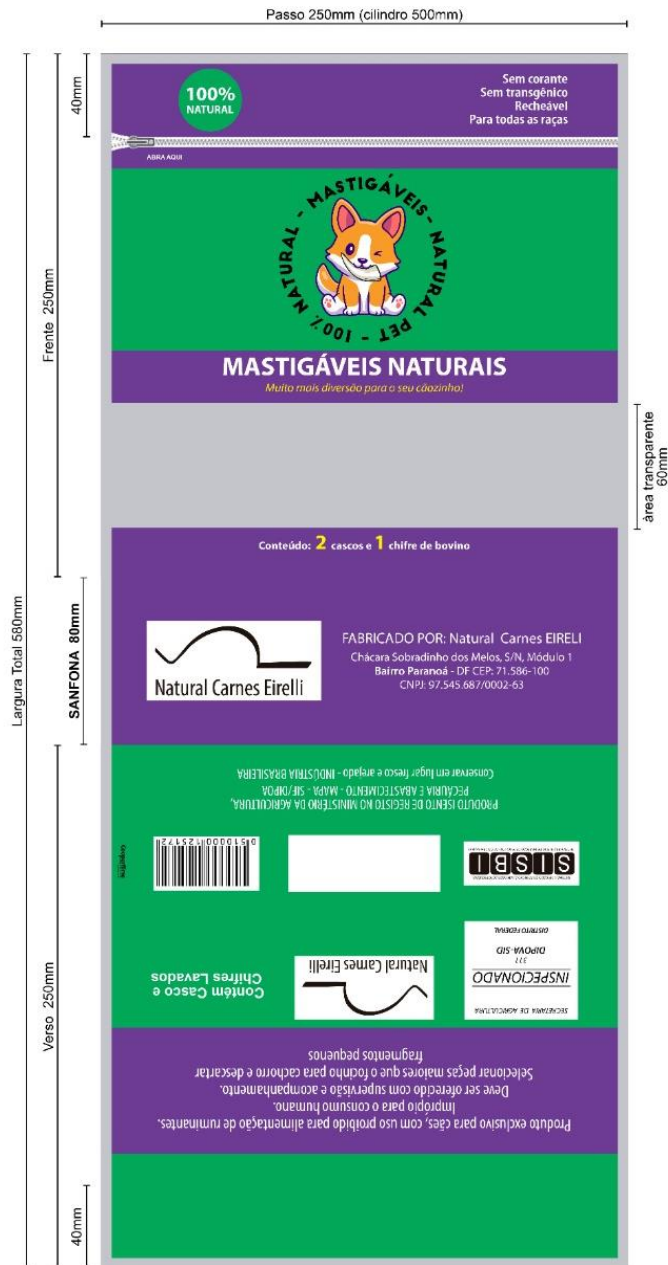 Passo 250mm (cilindro 500mm)
40mm
Frente 250mm
Largura Total 580mm
SANFONA 80mm
Verso 250mm
40mm
área transparente
60mm
100%
NATURAL
Sem corante
Sem transgênico
Recheável
Para todas as raças
ABRA AQUI
MASTIGÁVEIS - NATURAL PET - 100% NATURAL -
MASTIGÁVEIS NATURAIS
Muito mais diversão para o seu cãozinho!
Conteúdo: 2 cascos e 1 chifre de bovino
Natural Carnes Eirelli
FABRICADO POR: Natural Carnes EIRELI
Chácara Sobradinho dos Melos, S/N, Módulo 1
Bairro Paranoá - DF CEP: 71.586-100
CNPJ: 97.545.687/0002-63
Produto exclusivo para cães, com uso proibido para alimentação de ruminantes.
Impróprio para o consumo humano.
Deve ser oferecido com supervisão e acompanhamento.
Selecionar peças maiores que o focinho para cachorro e descartar
fragmentos pequenos
SECRETARIA DE AGRICULTURA
INSPECIONADO
311
DIPOVA-SID
DISTRITO FEDERAL
Natural Carnes Eirelli
Contém Casco e
Chifres Lavados
SISBI
0 510000 125172
PRODUTO ISENTO DE REGISTO NO MINISTÉRIO DA AGRICULTURA,
PECÁURIA E ABASTECIMENTO - MAPA - SIF/DIPOA
Conservar em lugar fresco e arejado - INDÚSTRIA BRASILEIRA